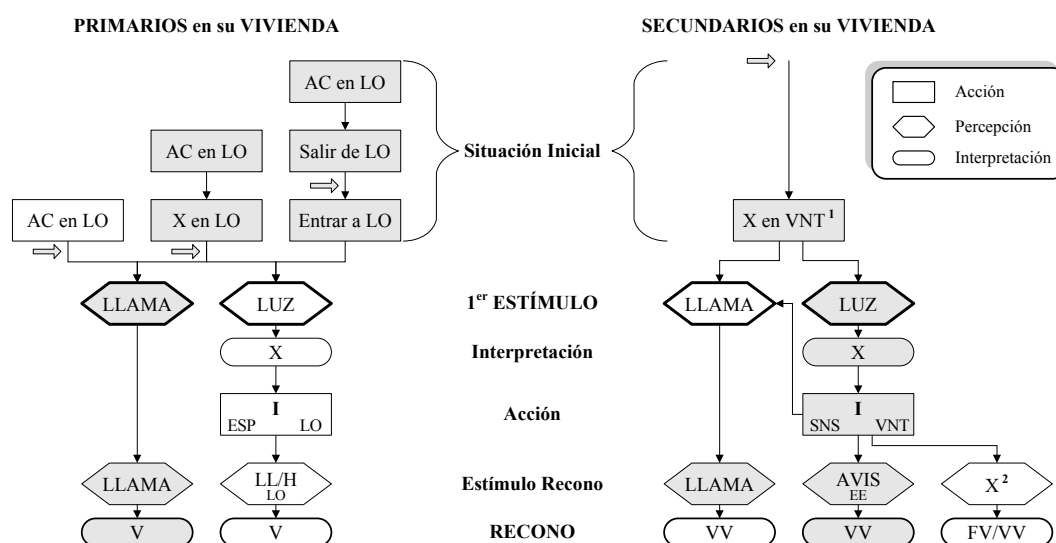 PRIMARIOS en su VIVIENDA
SECUNDARIOS en su VIVIENDA
AC en LO
Acción
Percepción
Interpretación
AC en LO
Salir de LO
Situación Inicial
AC en LO
X en LO
Entrar a LO
X en VNT 1
LLAMA
LUZ
1er ESTÍMULO
LLAMA
LUZ
X
Interpretación
X
I
ESP LO
Acción
I
SNS VNT
LLAMA
LL/H
LO
Estímulo Recono
LLAMA
AVIS
EE
X 2
V
V
RECONO
VV
VV
FV/VV